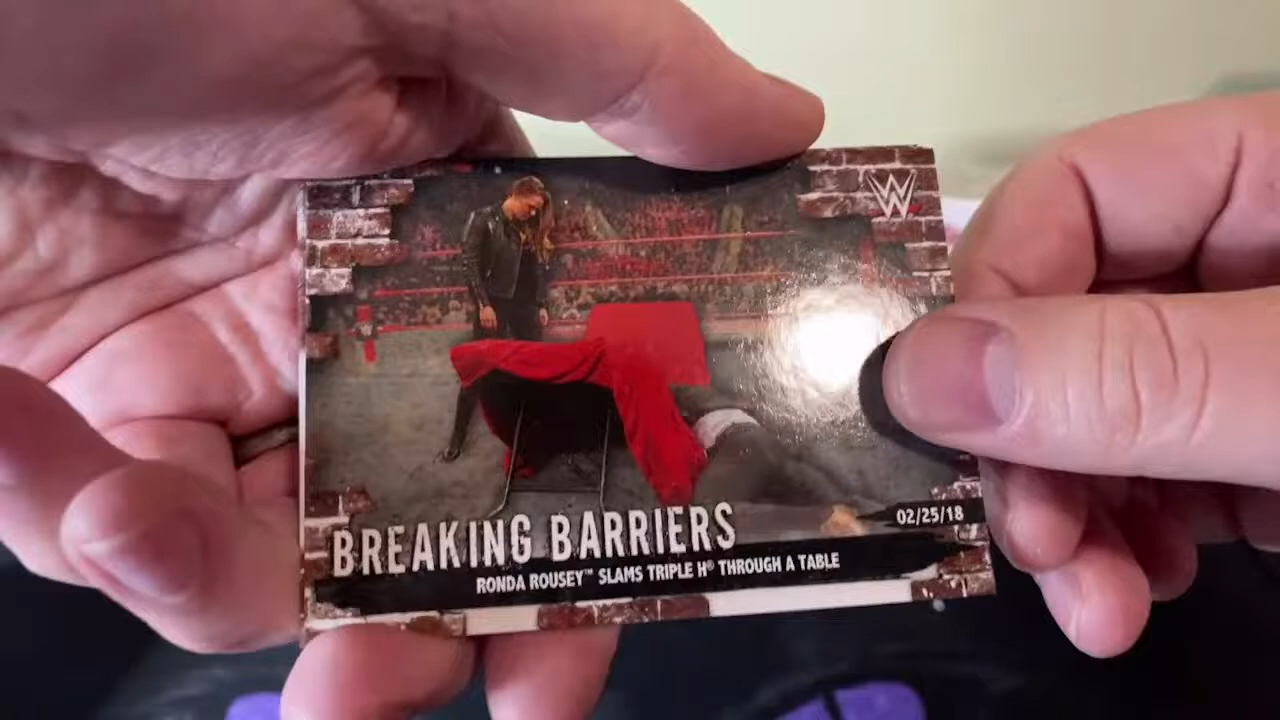 W
02/25/18
BREAKING BARRIERS
RONDA ROUSEY™ SLAMS TRIPLE H® THROUGH A TABLE